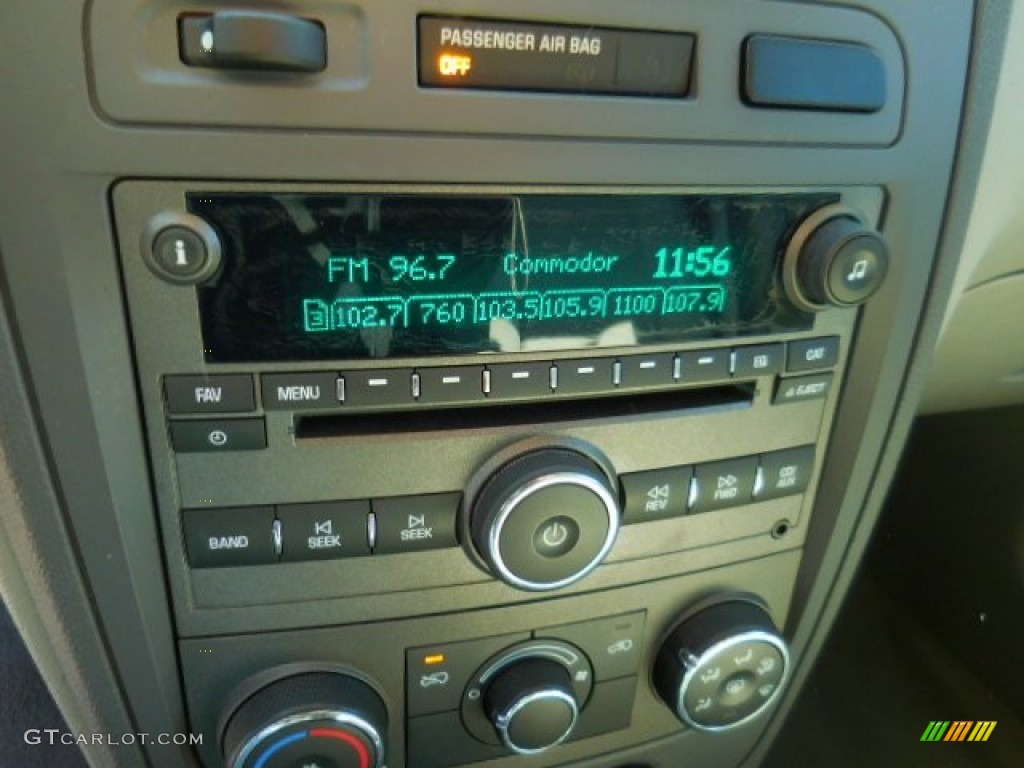 PASSENGER AIR BAG
OFF
i
FM 96.7 Commodor 11:56
3 102.7 760 103.5 105.9 1100 107.9
FAV MENU CAT
EJECT
BAND SEEK SEEK REV FWD AUX
GTCARLOT.COM